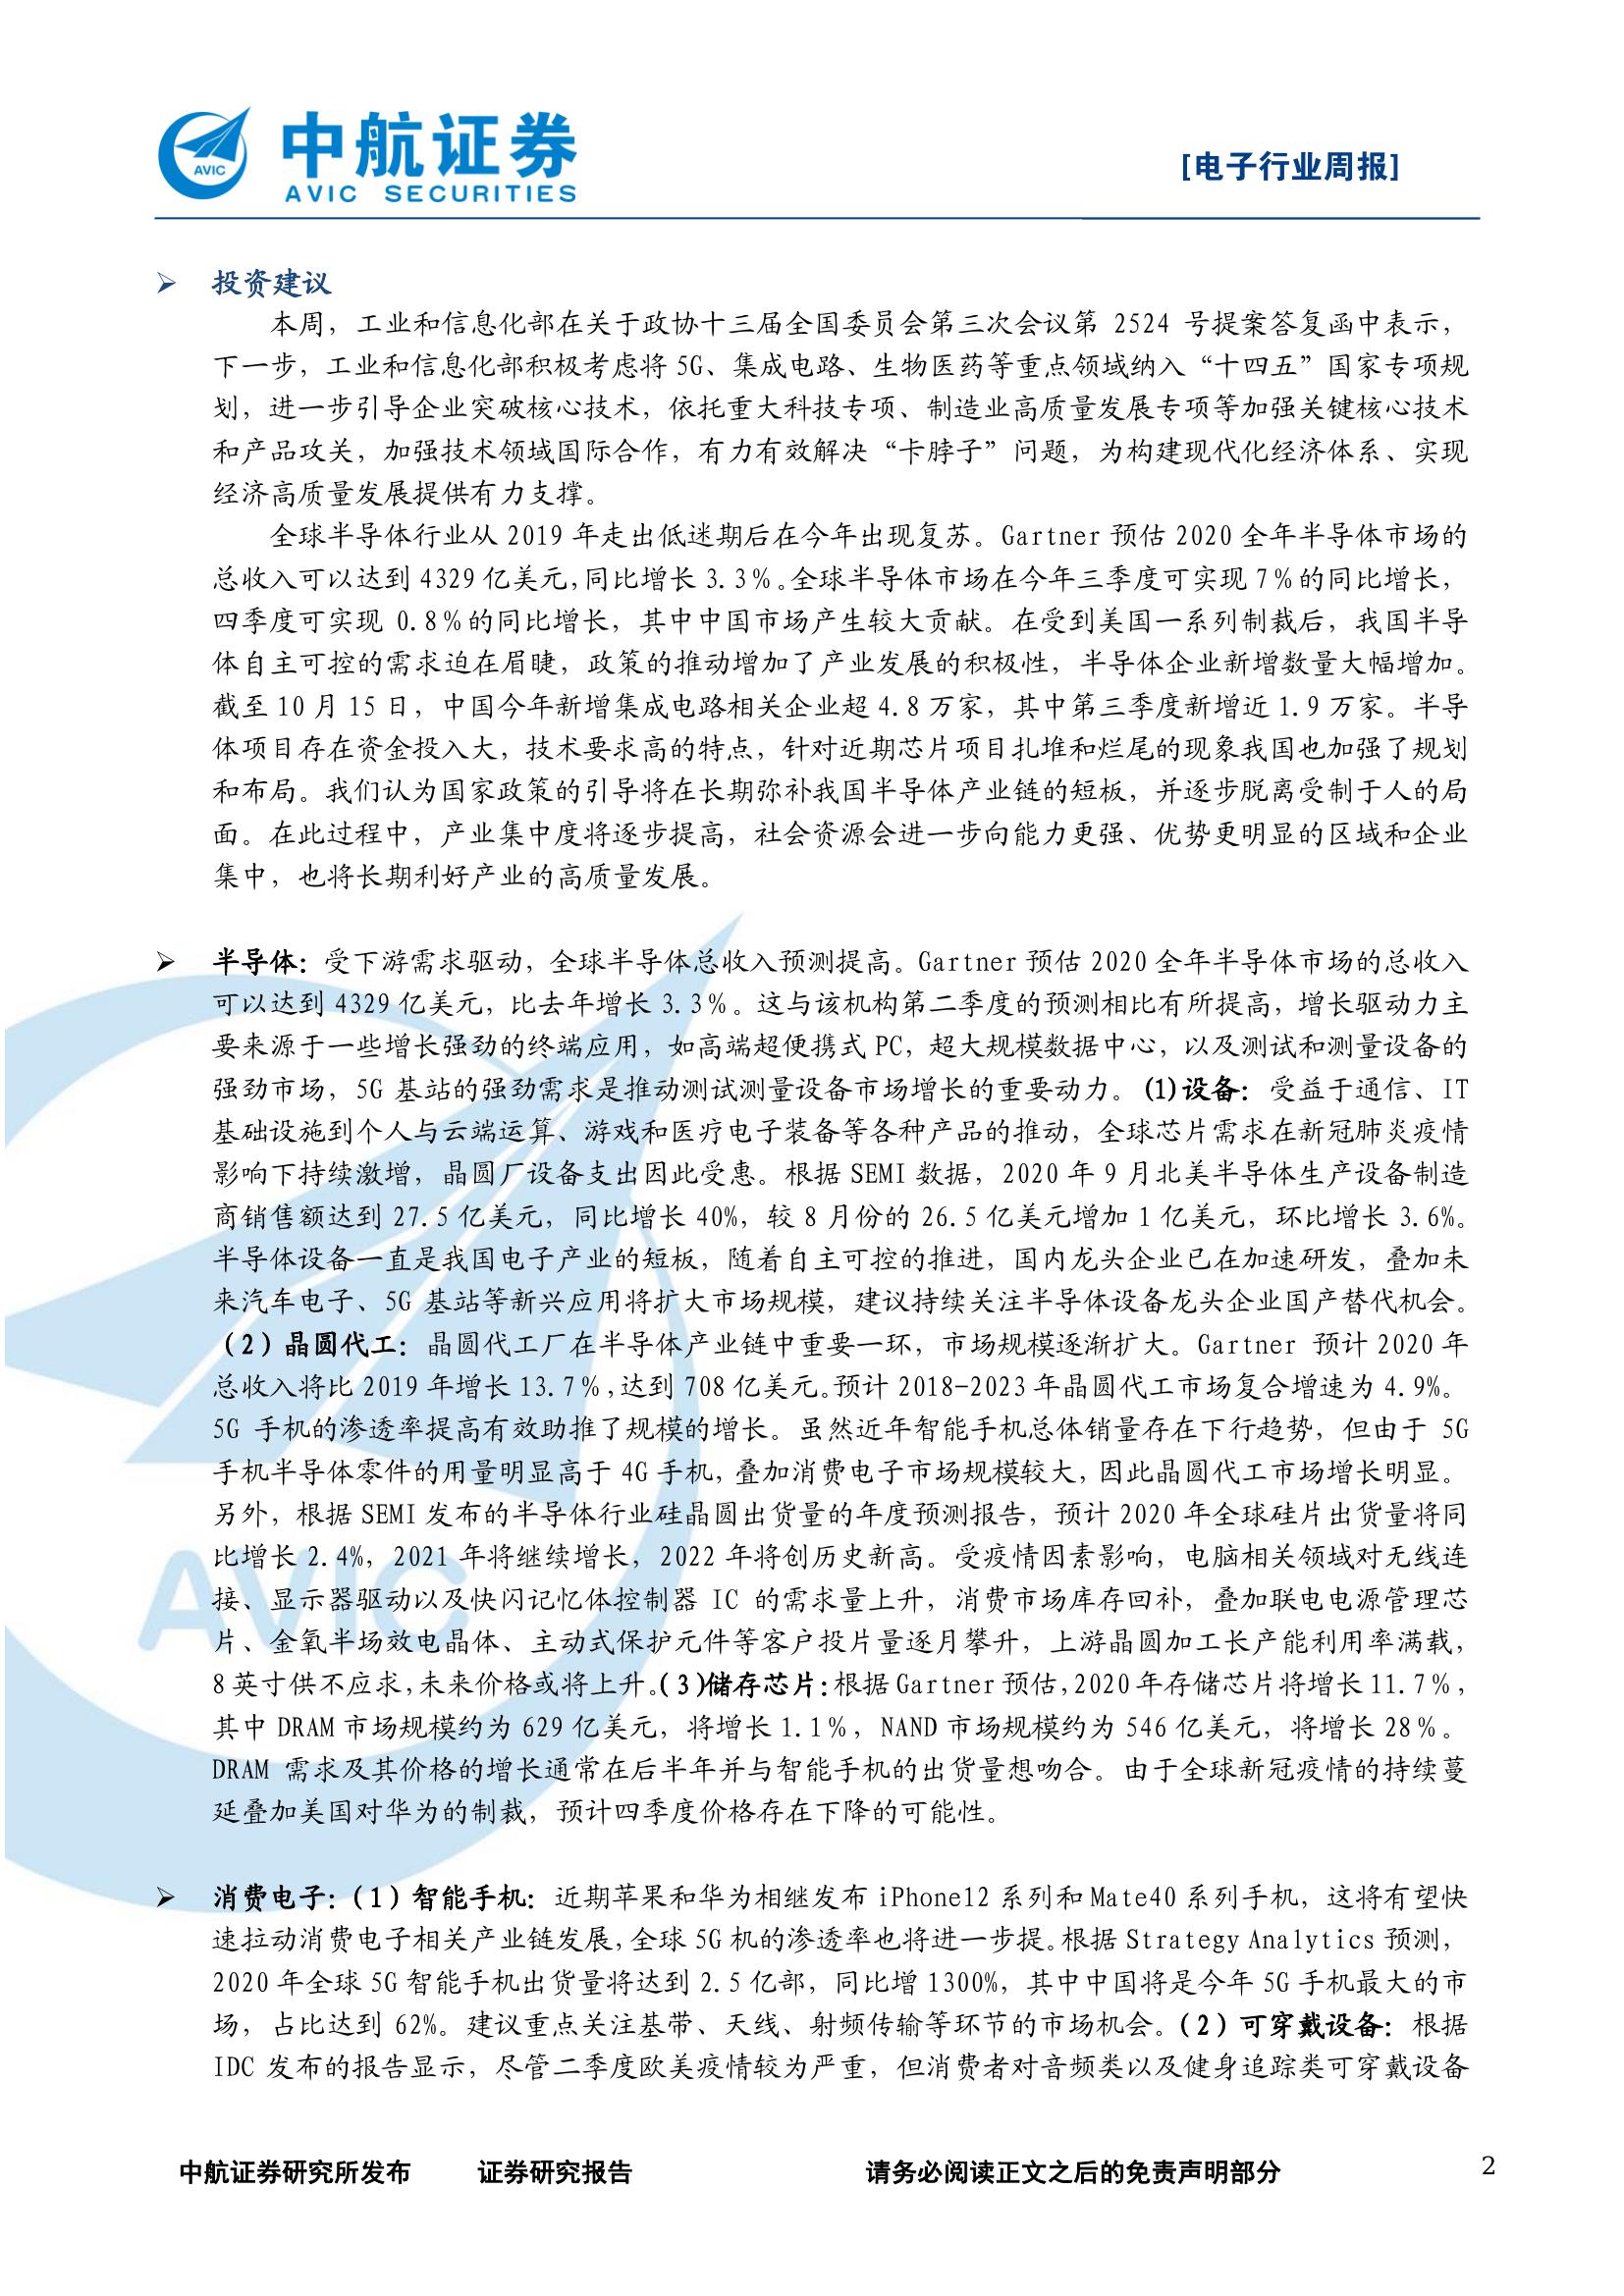 中航证券
AVIC SECURITIES
AVIC
[电子行业周报]
➢ 投资建议
本周，工业和信息化部在关于政协十三届全国委员会第三次会议第 2524 号提案答复函中表示，
下一步，工业和信息化部积极考虑将 5G、集成电路、生物医药等重点领域纳入“十四五”国家专项规
划，进一步引导企业突破核心技术，依托重大科技专项、制造业高质量发展专项等加强关键核心技术
和产品攻关，加强技术领域国际合作，有力有效解决“卡脖子”问题，为构建现代化经济体系、实现
经济高质量发展提供有力支撑。
全球半导体行业从 2019 年走出低迷期后在今年出现复苏。Gartner 预估 2020 全年半导体市场的
总收入可以达到 4329 亿美元，同比增长 3.3%。全球半导体市场在今年三季度可实现 7%的同比增长，
四季度可实现 0.8%的同比增长，其中中国市场产生较大贡献。在受到美国一系列制裁后，我国半导
体自主可控的需求迫在眉睫，政策的推动增加了产业发展的积极性，半导体企业新增数量大幅增加。
截至 10 月 15 日，中国今年新增集成电路相关企业超 4.8 万家，其中第三季度新增近 1.9 万家。半导
体项目存在资金投入大，技术要求高的特点，针对近期芯片项目扎堆和烂尾的现象我国也加强了规划
和布局。我们认为国家政策的引导将在长期弥补我国半导体产业链的短板，并逐步脱离受制于人的局
面。在此过程中，产业集中度将逐步提高，社会资源会进一步向能力更强、优势更明显的区域和企业
集中，也将长期利好产业的高质量发展。
➢ 半导体：受下游需求驱动，全球半导体总收入预测提高。Gartner 预估 2020 全年半导体市场的总收入
可以达到 4329 亿美元，比去年增长 3.3%。这与该机构第二季度的预测相比有所提高，增长驱动力主
要来源于一些增长强劲的终端应用，如高端超便携式 PC，超大规模数据中心，以及测试和测量设备的
强劲市场，5G 基站的强劲需求是推动测试测量设备市场增长的重要动力。(1)设备：受益于通信、IT
基础设施到个人与云端运算、游戏和医疗电子装备等各种产品的推动，全球芯片需求在新冠肺炎疫情
影响下持续激增，晶圆厂设备支出因此受惠。根据 SEMI 数据，2020 年 9 月北美半导体生产设备制造
商销售额达到 27.5 亿美元，同比增长 40%，较 8 月份的 26.5 亿美元增加 1 亿美元，环比增长 3.6%。
半导体设备一直是我国电子产业的短板，随着自主可控的推进，国内龙头企业已在加速研发，叠加未
来汽车电子、5G 基站等新兴应用将扩大市场规模，建议持续关注半导体设备龙头企业国产替代机会。
（2）晶圆代工：晶圆代工厂在半导体产业链中重要一环，市场规模逐渐扩大。Gartner 预计 2020 年
总收入将比 2019 年增长 13.7%，达到 708 亿美元。预计 2018-2023 年晶圆代工市场复合增速为 4.9%。
5G 手机的渗透率提高有效助推了规模的增长。虽然近年智能手机总体销量存在下行趋势，但由于 5G
手机半导体零件的用量明显高于 4G 手机，叠加消费电子市场规模较大，因此晶圆代工市场增长明显。
另外，根据 SEMI 发布的半导体行业硅晶圆出货量的年度预测报告，预计 2020 年全球硅片出货量将同
比增长 2.4%，2021 年将继续增长，2022 年将创历史新高。受疫情因素影响，电脑相关领域对无线连
接、显示器驱动以及快闪记忆体控制器 IC 的需求量上升，消费市场库存回补，叠加联电电源管理芯
片、金氧半场效电晶体、主动式保护元件等客户投片量逐月攀升，上游晶圆加工长产能利用率满载，
8 英寸供不应求，未来价格或将上升。（3）储存芯片：根据 Gartner 预估，2020 年存储芯片将增长 11.7%，
其中 DRAM 市场规模约为 629 亿美元，将增长 1.1%，NAND 市场规模约为 546 亿美元，将增长 28%。
DRAM 需求及其价格的增长通常在后半年并与智能手机的出货量想吻合。由于全球新冠疫情的持续蔓
延叠加美国对华为的制裁，预计四季度价格存在下降的可能性。
➢ 消费电子：（1）智能手机：近期苹果和华为相继发布 iPhone12 系列和 Mate40 系列手机，这将有望快
速拉动消费电子相关产业链发展，全球 5G 机的渗透率也将进一步提。根据 Strategy Analytics 预测，
2020 年全球 5G 智能手机出货量将达到 2.5 亿部，同比增 1300%，其中中国将是今年 5G 手机最大的市
场，占比达到 62%。建议重点关注基带、天线、射频传输等环节的市场机会。（2）可穿戴设备：根据
IDC 发布的报告显示，尽管二季度欧美疫情较为严重，但消费者对音频类以及健身追踪类可穿戴设备
AVIC
中航证券研究所发布 证券研究报告 请务必阅读正文之后的免责声明部分 2